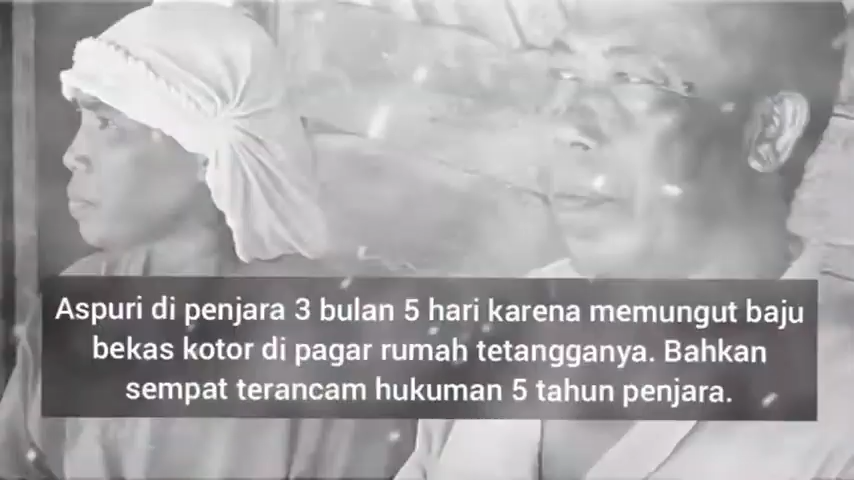 Aspuri di penjara 3 bulan 5 hari karena memungut baju
bekas kotor di pagar rumah tetangganya. Bahkan
sempat terancam hukuman 5 tahun penjara.